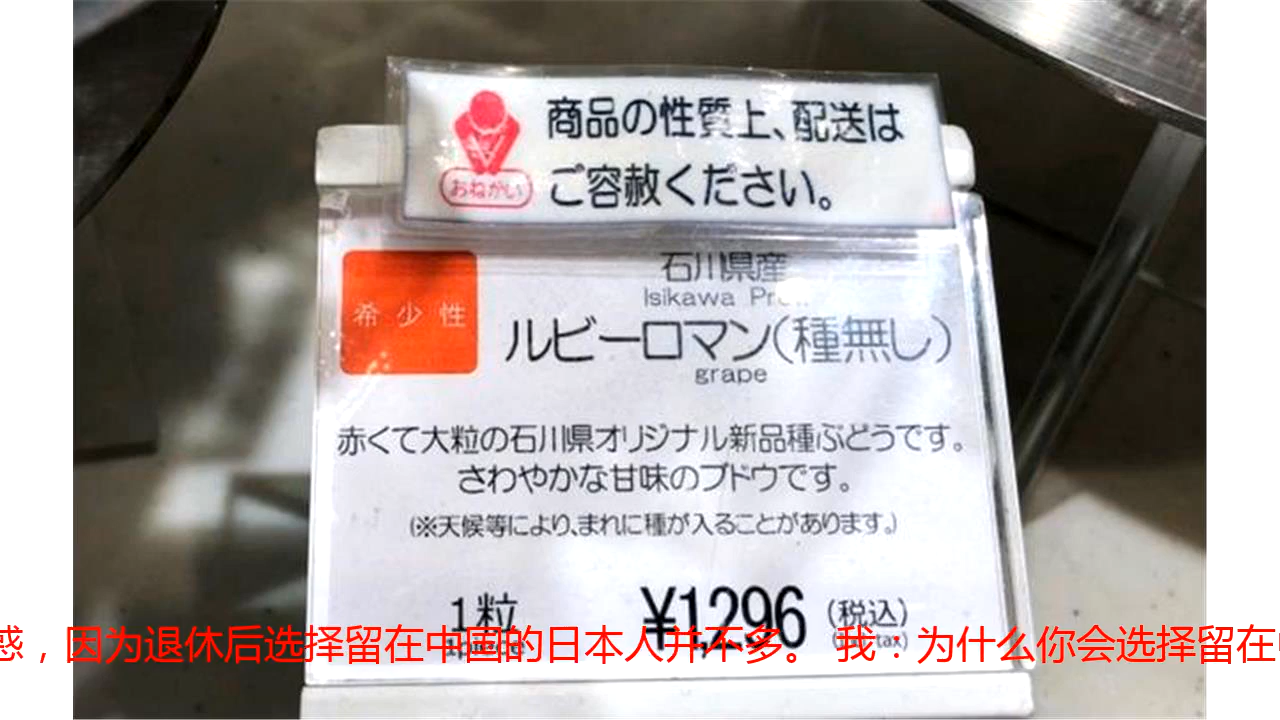 商品の性質上、配送は
おねがい
ご容赦ください。
希少性
石川県産
Isikawa
ルビーロマン(種無し)
grape
赤くて大粒の石川県オリジナル新品種ぶどうです。
さわやかな甘味のブドウです。
(※天候等により、まれに種が入ることがあります。)
1粒 ¥1,296 (税込)
惑，因为退休后选择留在中国的日本人并不多。 我：为什么你会选择留在